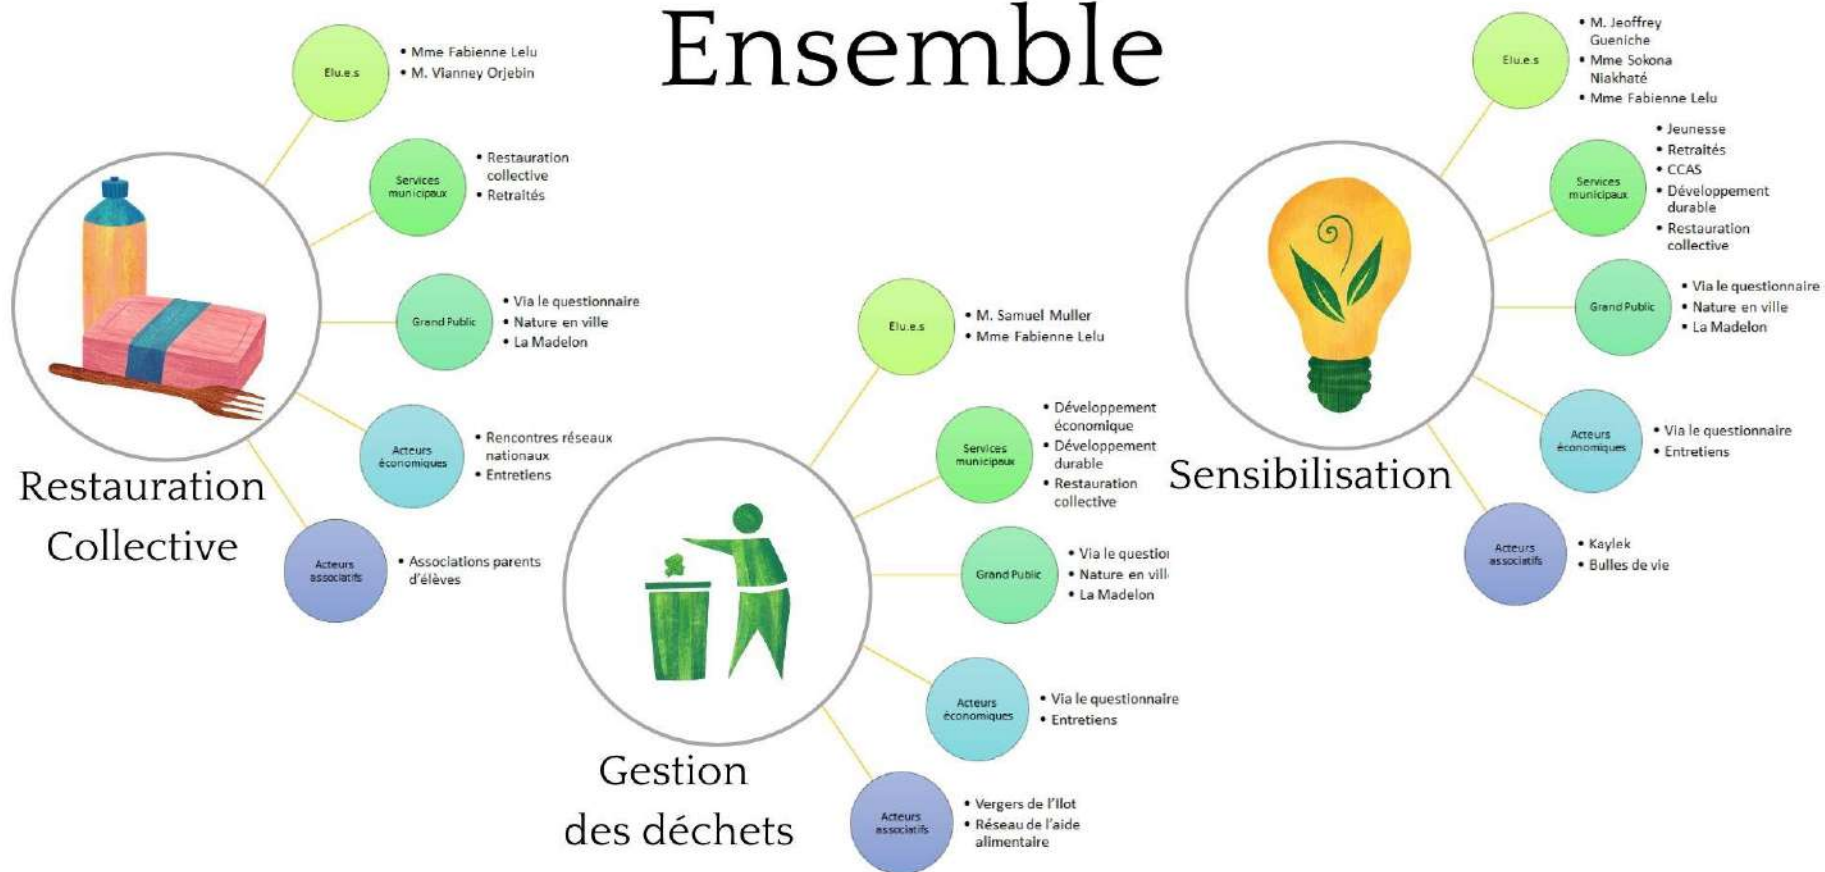 Ensemble
Elu.e.s
• Mme Fabienne Lelu
• M. Vianney Orjebin
Services
municipaux
• Restauration
collective
• Retraités
Grand Public
• Via le questionnaire
• Nature en ville
• La Madelon
Acteurs
économiques
• Rencontres réseaux
nationaux
• Entretiens
Acteurs
associatifs
• Associations parents
d'élèves
Restauration
Collective
Elu.e.s
• M. Samuel Muller
• Mme Fabienne Lelu
Services
municipaux
• Développement
économique
• Développement
durable
• Restauration
collective
Grand Public
• Via le question
• Nature en vill
• La Madelon
Acteurs
économiques
• Via le questionnaire
• Entretiens
Acteurs
associatifs
• Vergers de l'Ilot
• Réseau de l'aide
alimentaire
Gestion
des déchets
Elu.e.s
• M. Jeoffrey
Gueniche
• Mme Sokona
Niakhaté
• Mme Fabienne Lelu
Services
municipaux
• Jeunesse
• Retraités
• CCAS
• Développement
durable
• Restauration
collective
Grand Public
• Via le questionnaire
• Nature en ville
• La Madelon
Acteurs
économiques
• Via le questionnaire
• Entretiens
Acteurs
associatifs
• Kaylek
• Bulles de vie
Sensibilisation